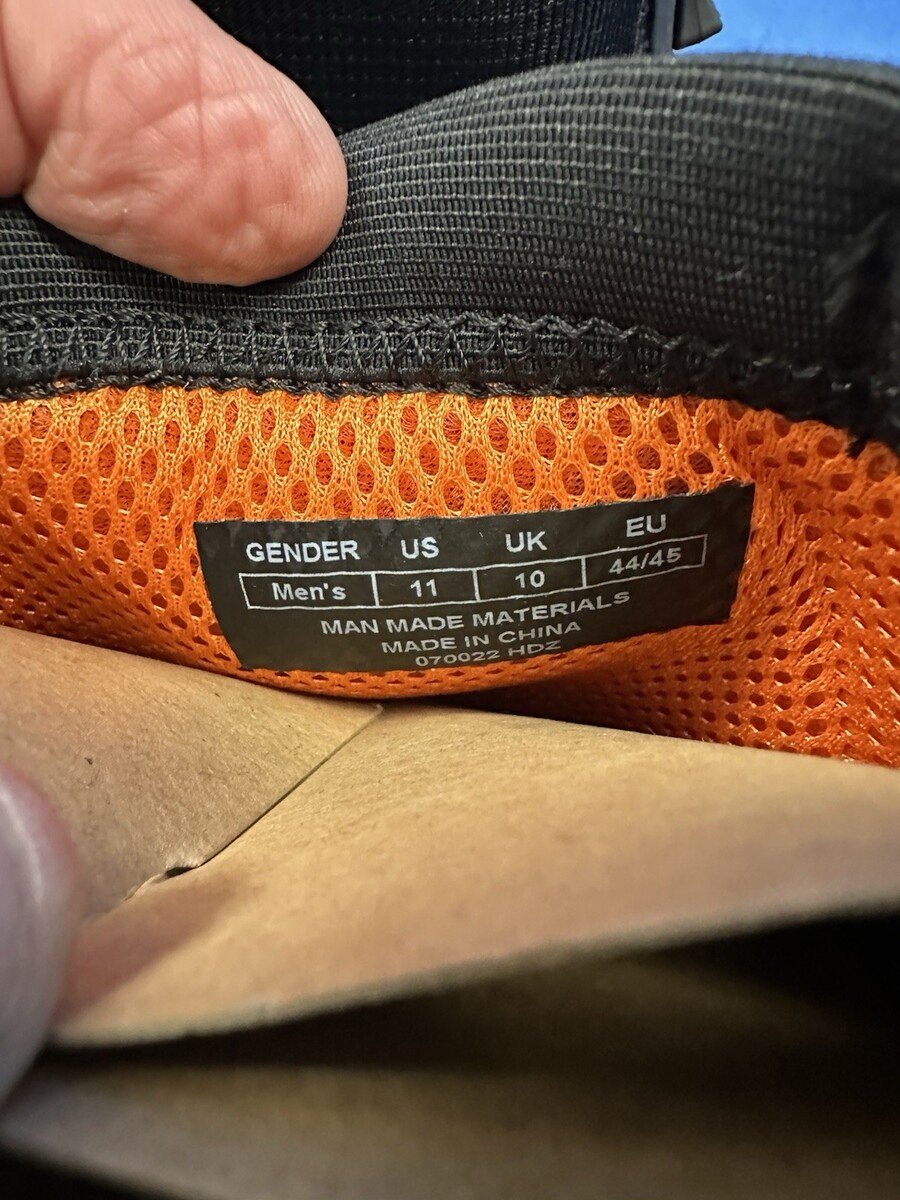 GENDER US UK EU
Men's 11 10 44/45
MAN MADE MATERIALS
MADE IN CHINA
070022 HDZ